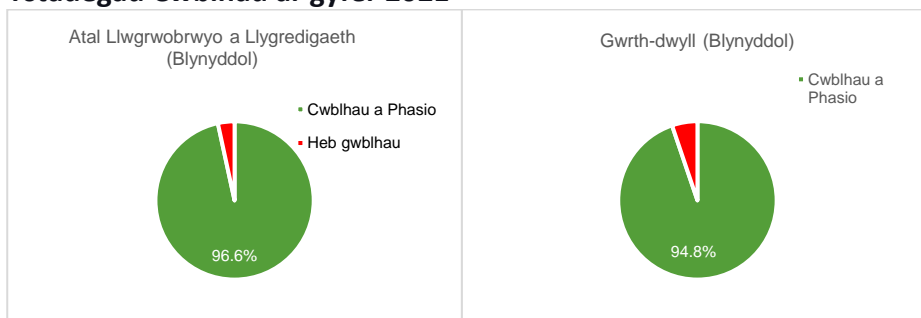 Atal Llwgrwobrwyo a Llygredigaeth
(Blynyddol)
Cwblhau a Phasio
Heb gwblhau
96.6%
Gwrth-dwyll (Blynyddol)
Cwblhau a
Phasio
94.8%